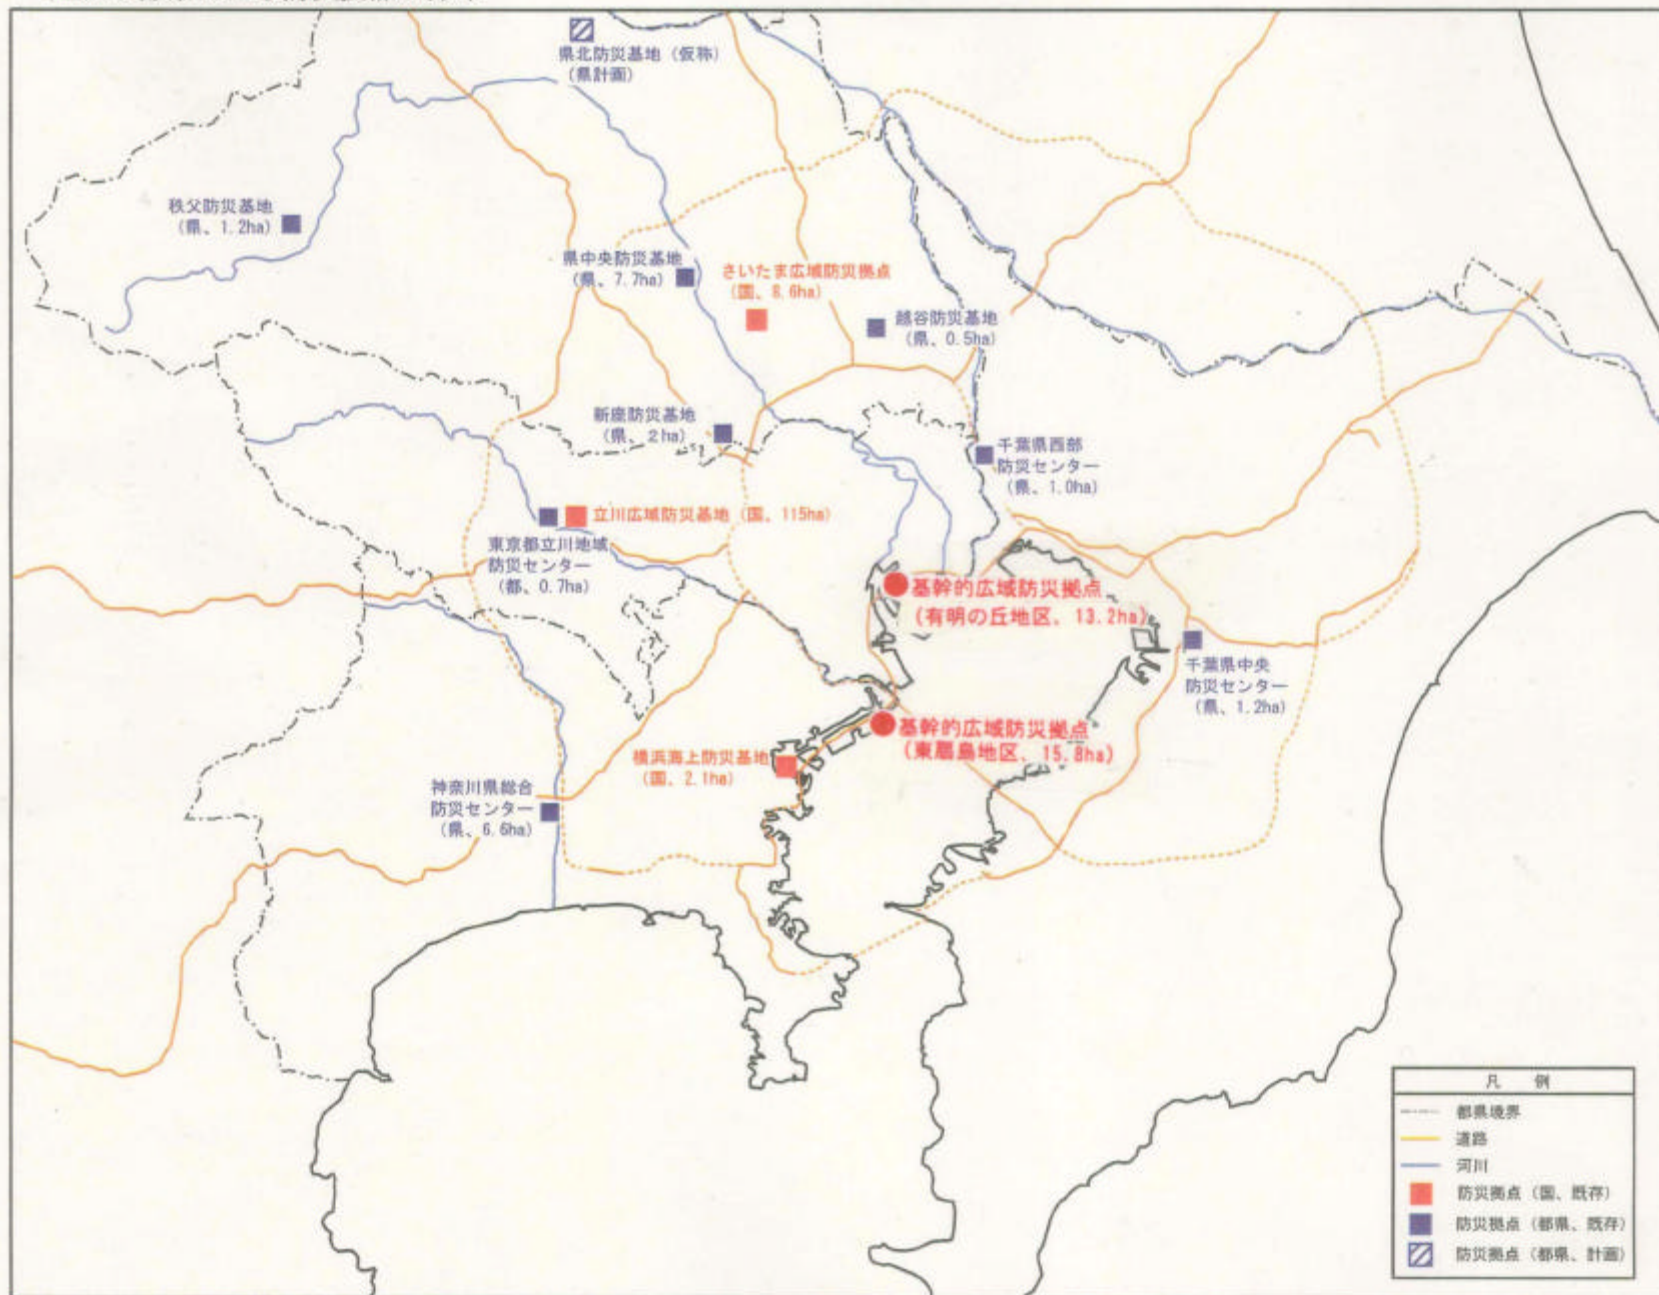 県北防災基地（仮称）
（県計画）
秩父防災基地
（県、1.2ha）
県中央防災基地
（県、7.7ha）
さいたま広域防災拠点
（国、8.6ha）
越谷防災基地
（県、0.5ha）
新座防災基地
（県、２ha）
千葉県西部
防災センター
（県、1.0ha）
立川広域防災基地（国、115ha）
東京都立川地域
防災センター
（都、0.7ha）
基幹的広域防災拠点
（有明の丘地区、13.2ha）
千葉県中央
防災センター
（県、1.2ha）
基幹的広域防災拠点
（東扇島地区、15.8ha）
横浜海上防災基地
（国、2.1ha）
神奈川県総合
防災センター
（県、6.6ha）
凡　例
都県境界
道路
河川
防災拠点（国、既存）
防災拠点（都県、既存）
防災拠点（都県、計画）